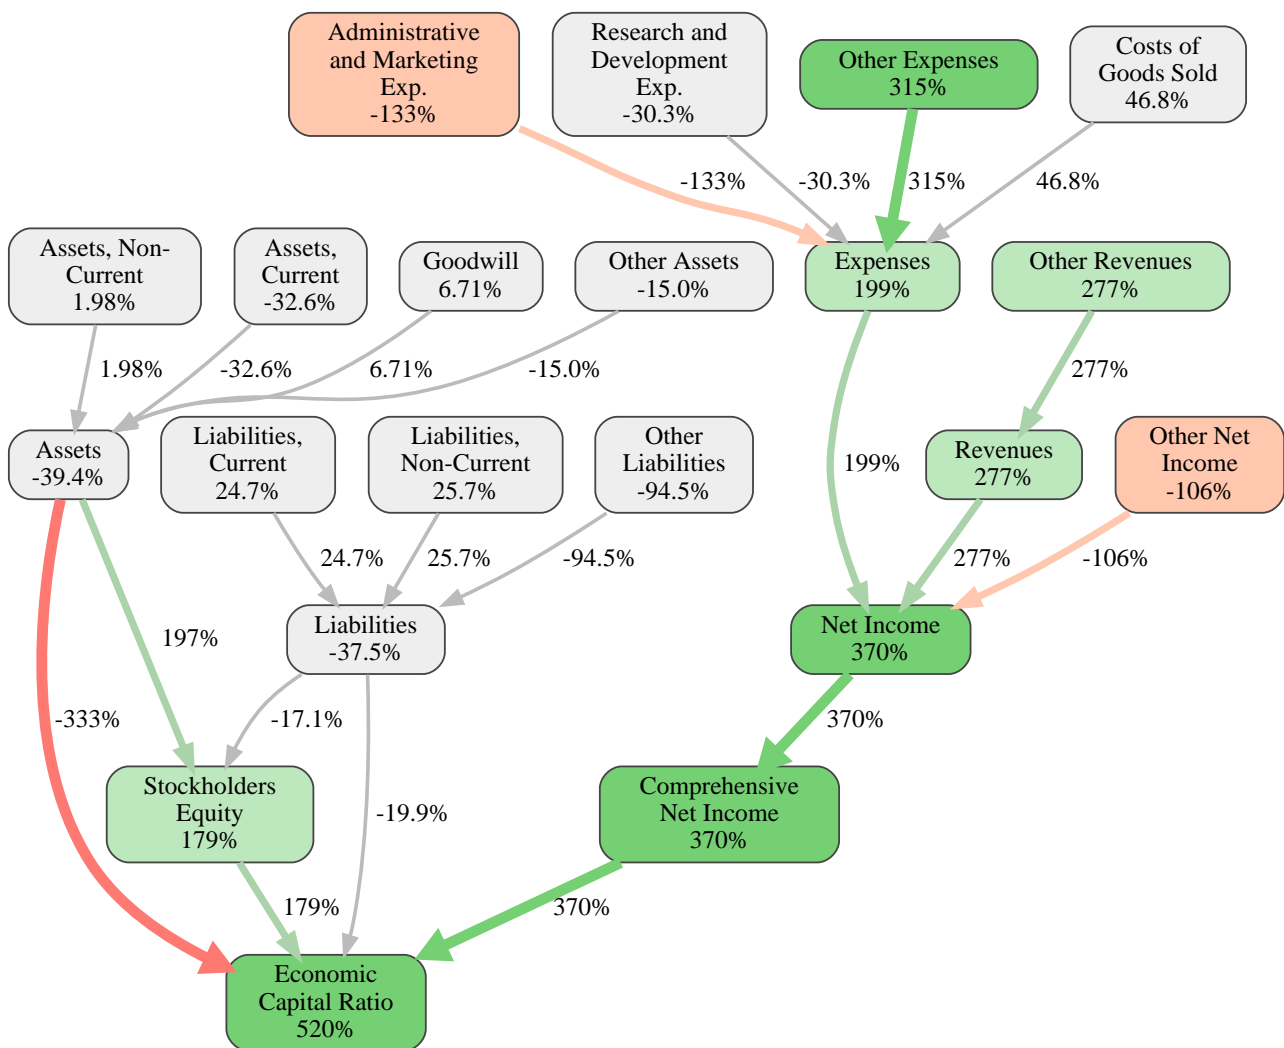 Administrative
and Marketing
Exp.
-133%
Research and
Development
Exp.
-30.3%
Other Expenses
315%
Costs of
Goods Sold
46.8%
-133%
-30.3%
315%
46.8%
Assets, Non-
Current
1.98%
Assets,
Current
-32.6%
Goodwill
6.71%
Other Assets
-15.0%
Expenses
199%
Other Revenues
277%
1.98%
-32.6%
6.71%
-15.0%
277%
Assets
-39.4%
Liabilities,
Current
24.7%
Liabilities,
Non-Current
25.7%
Other
Liabilities
-94.5%
199%
Revenues
277%
Other Net
Income
-106%
24.7%
25.7%
-94.5%
277%
-106%
197%
Liabilities
-37.5%
Net Income
370%
-333%
-17.1%
370%
Stockholders
Equity
179%
-19.9%
Comprehensive
Net Income
370%
179%
370%
Economic
Capital Ratio
520%